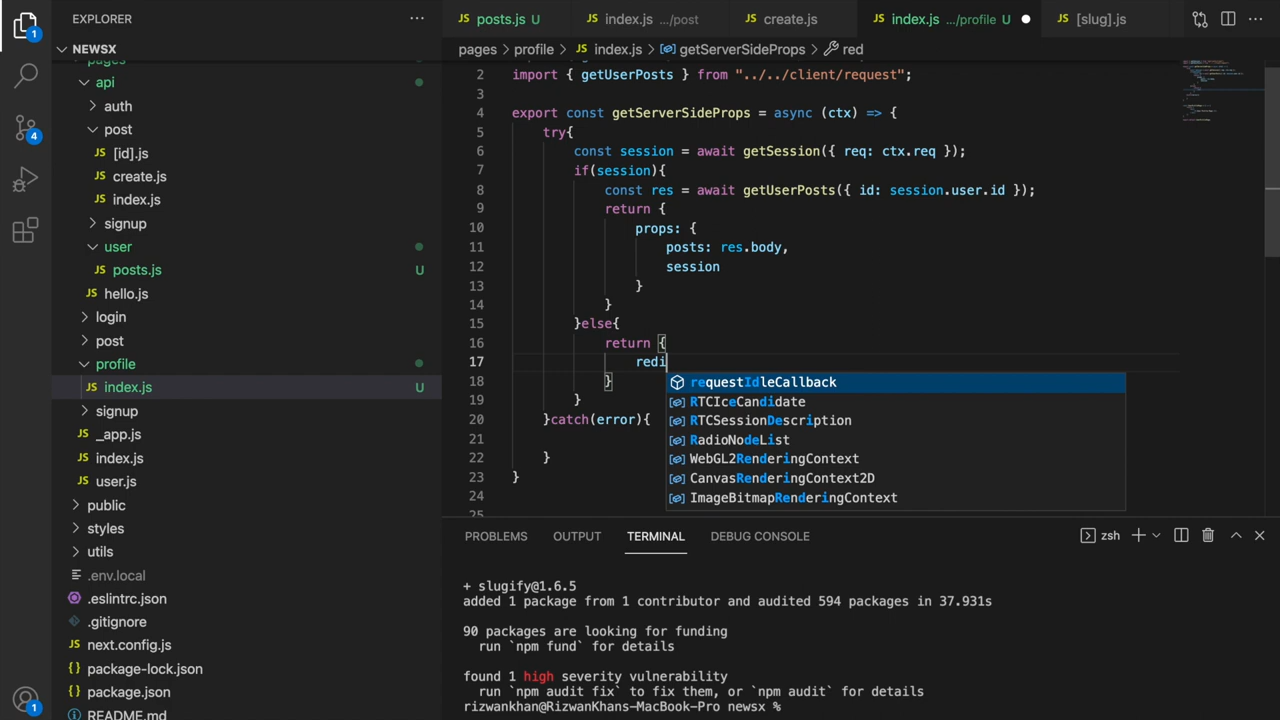 EXPLORER
NEWSX
pages
api
auth
post
[id].js
create.js
index.js
signup
user
posts.js U
hello.js
login
post
profile
index.js U
signup
_app.js
index.js
user.js
public
styles
utils
.env.local
.eslintrc.json
.gitignore
next.config.js
package-lock.json
package.json
README.md
1
4
1
posts.js U
index.js .../post
create.js
index.js .../profile U
[slug].js
pages > profile > index.js > getServerSideProps > red
2 import { getUserPosts } from "../../client/request";
3
4 export const getServerSideProps = async (ctx) => {
5 try{
6 const session = await getSession({ req: ctx.req });
7 if(session){
8 const res = await getUserPosts({ id: session.user.id });
9 return {
10 props: {
11 posts: res.body,
12 session
13 }
14 }
15 }else{
16 return {
17 redi
18 }
19 }
20 }catch(error){
21
22 }
23 }
24
25
requestIdleCallback
RTCIceCandidate
RTCSessionDescription
RadioNodeList
WebGL2RenderingContext
CanvasRenderingContext2D
ImageBitmapRenderingContext
PROBLEMS OUTPUT TERMINAL DEBUG CONSOLE
zsh
+ slugify@1.6.5
added 1 package from 1 contributor and audited 594 packages in 37.931s
90 packages are looking for funding
run `npm fund` for details
found 1 high severity vulnerability
run `npm audit fix` to fix them, or `npm audit` for details
rizwankhan@RizwanKhans-MacBook-Pro newsx %